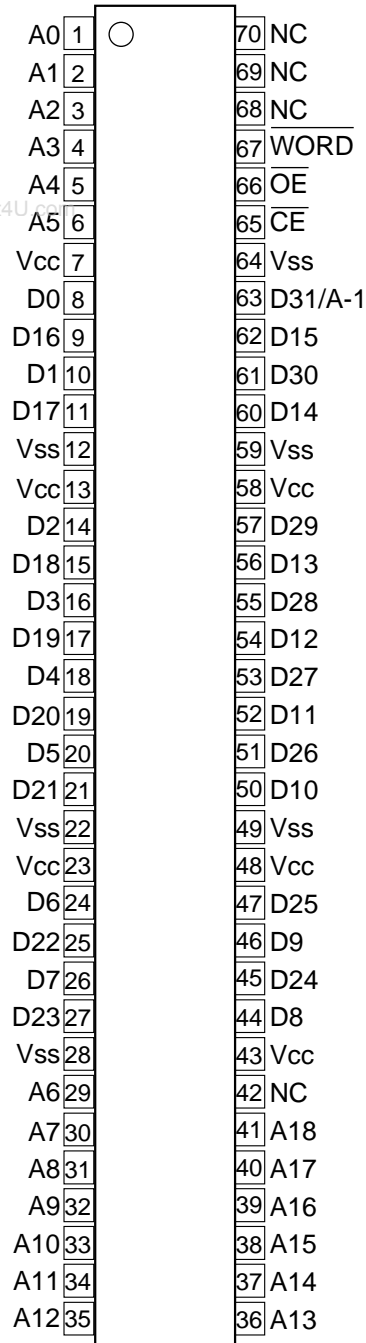 A0 1 70 NC
A1 2 69 NC
A2 3 68 NC
A3 4 67 WORD
A4 5 66 OE
4U.com
A5 6 65 CE
Vcc 7 64 Vss
D0 8 63 D31/A-1
D16 9 62 D15
D1 10 61 D30
D17 11 60 D14
Vss 12 59 Vss
Vcc 13 58 Vcc
D2 14 57 D29
D18 15 56 D13
D3 16 55 D28
D19 17 54 D12
D4 18 53 D27
D20 19 52 D11
D5 20 51 D26
D21 21 50 D10
Vss 22 49 Vss
Vcc 23 48 Vcc
D6 24 47 D25
D22 25 46 D9
D7 26 45 D24
D23 27 44 D8
Vss 28 43 Vcc
A6 29 42 NC
A7 30 41 A18
A8 31 40 A17
A9 32 39 A16
A10 33 38 A15
A11 34 37 A14
A12 35 36 A13